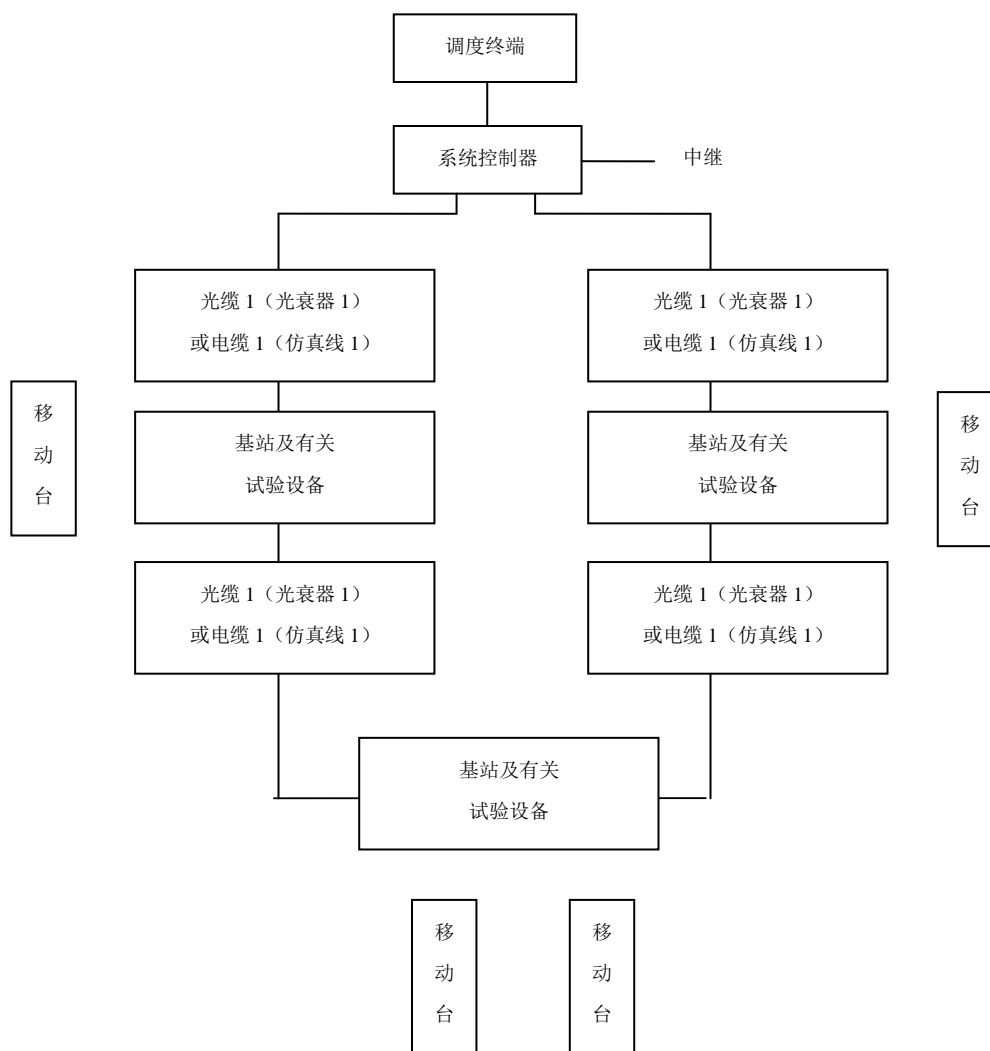 调度终端
系统控制器
中继
光缆 1（光衰器 1）
或电缆 1（仿真线 1）
光缆 1（光衰器 1）
或电缆 1（仿真线 1）
移
动
台
基站及有关
试验设备
基站及有关
试验设备
移
动
台
光缆 1（光衰器 1）
或电缆 1（仿真线 1）
光缆 1（光衰器 1）
或电缆 1（仿真线 1）
基站及有关
试验设备
移
动
台
移
动
台